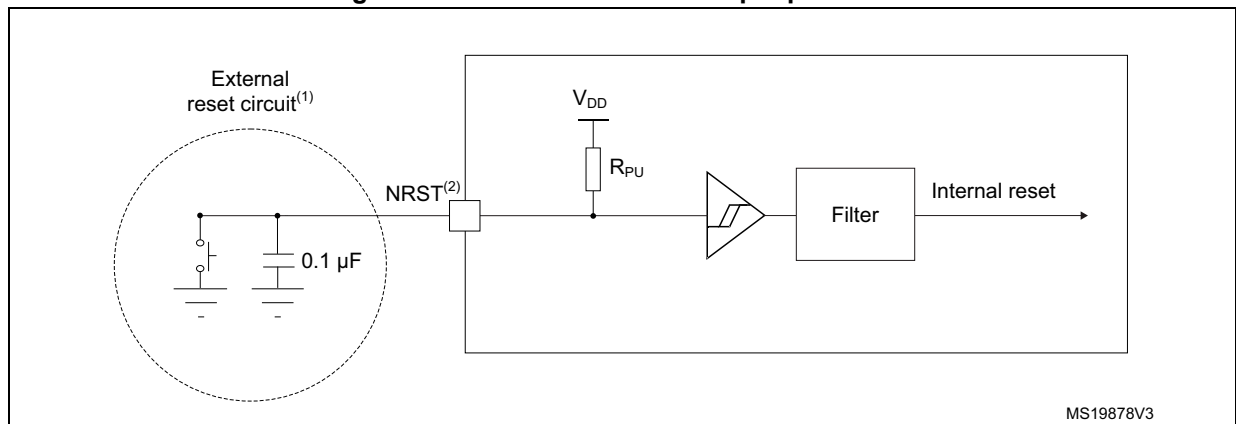 External
reset circuit(1)
VDD
RPU
NRST(2)
Filter
Internal reset
0.1 µF
MS19878V3